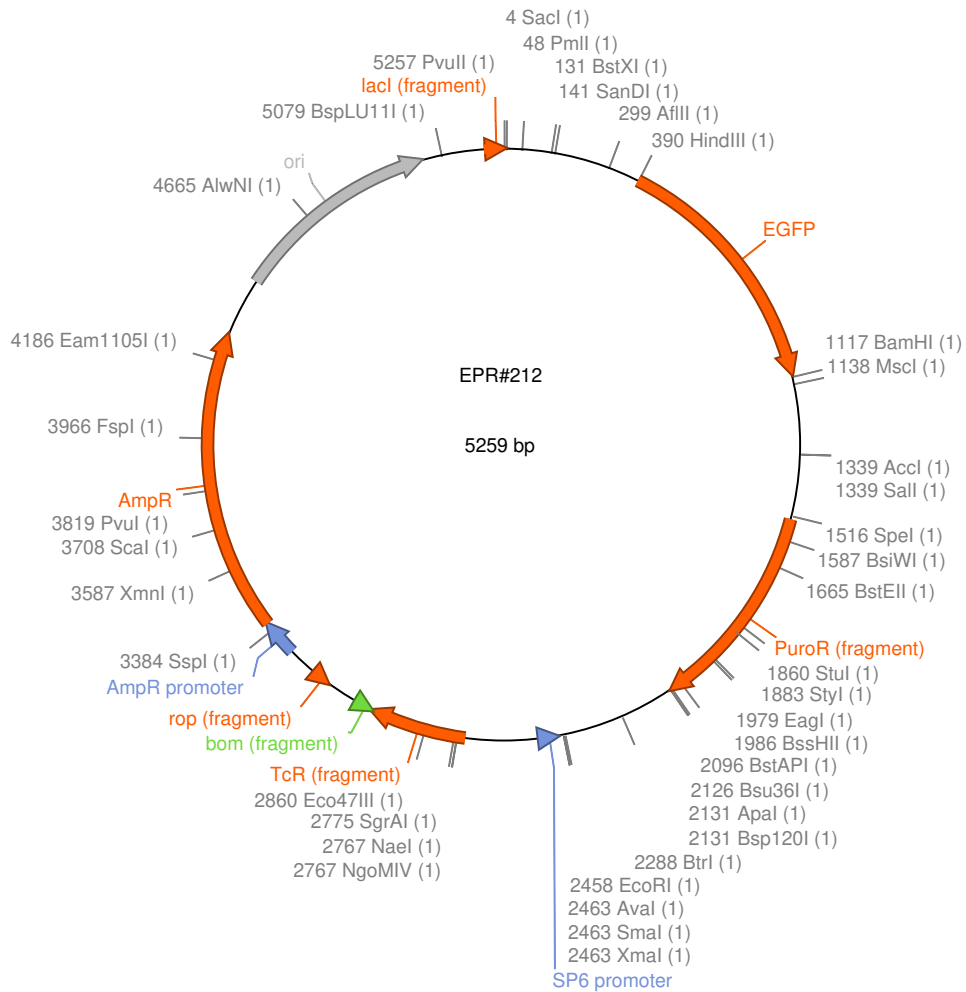 4 SacI (1)
48 PmlI (1)
5257 PvuII (1)
131 BstXI (1)
lacI (fragment)
141 SanDI (1)
5079 BspLU11I (1)
299 AflII (1)
390 HindIII (1)
ori
4665 AlwNI (1)
EGFP
4186 Eam1105I (1)
1117 BamHI (1)
1138 MscI (1)
EPR#212
3966 FspI (1)
5259 bp
1339 AccI (1)
1339 SalI (1)
AmpR
3819 PvuI (1)
1516 SpeI (1)
3708 ScaI (1)
1587 BsiWI (1)
3587 XmnI (1)
1665 BstEII (1)
PuroR (fragment)
3384 SspI (1)
1860 StuI (1)
AmpR promoter
1883 StyI (1)
rop (fragment)
1979 EagI (1)
bom (fragment)
1986 BssHII (1)
2096 BstAPI (1)
TcR (fragment)
2126 Bsu36I (1)
2860 Eco47III (1)
2131 ApaI (1)
2775 SgrAI (1)
2131 Bsp120I (1)
2767 NaeI (1)
2288 BtrI (1)
2767 NgoMIV (1)
2458 EcoRI (1)
2463 AvaI (1)
2463 SmaI (1)
2463 XmaI (1)
SP6 promoter